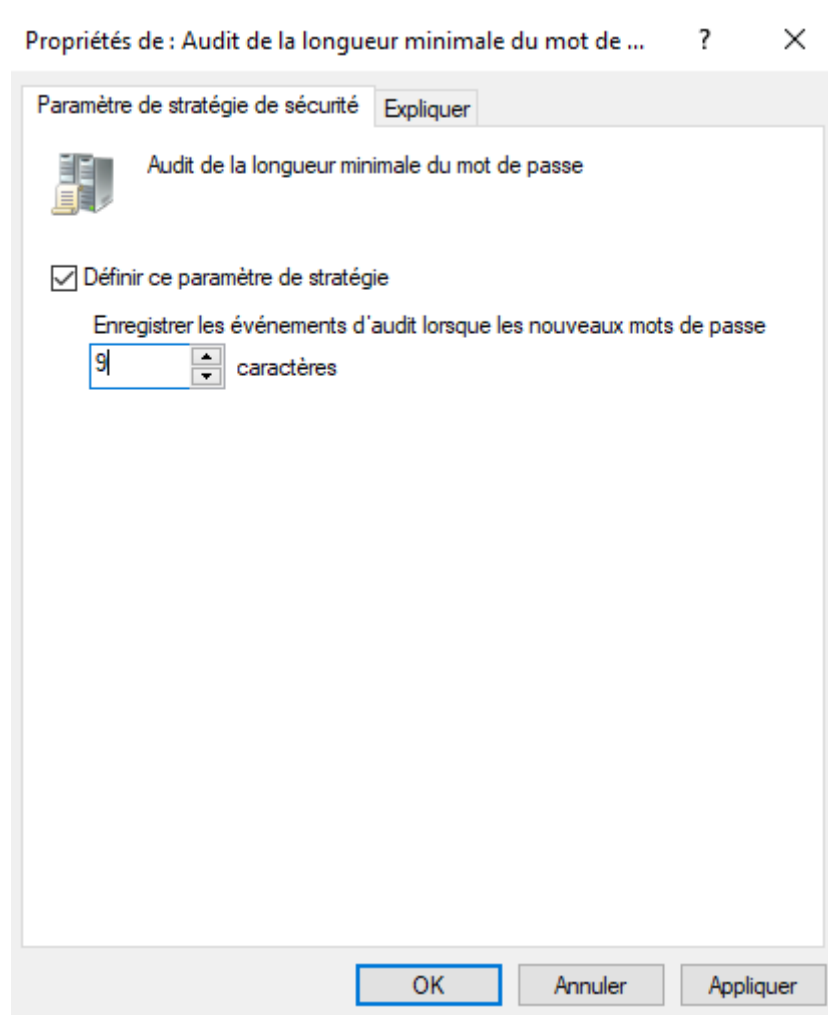 Propriétés de : Audit de la longueur minimale du mot de ... ? ×
Paramètre de stratégie de sécurité Expliquer
Audit de la longueur minimale du mot de passe
Définir ce paramètre de stratégie
Enregistrer les événements d'audit lorsque les nouveaux mots de passe
9 caractères
OK Annuler Appliquer